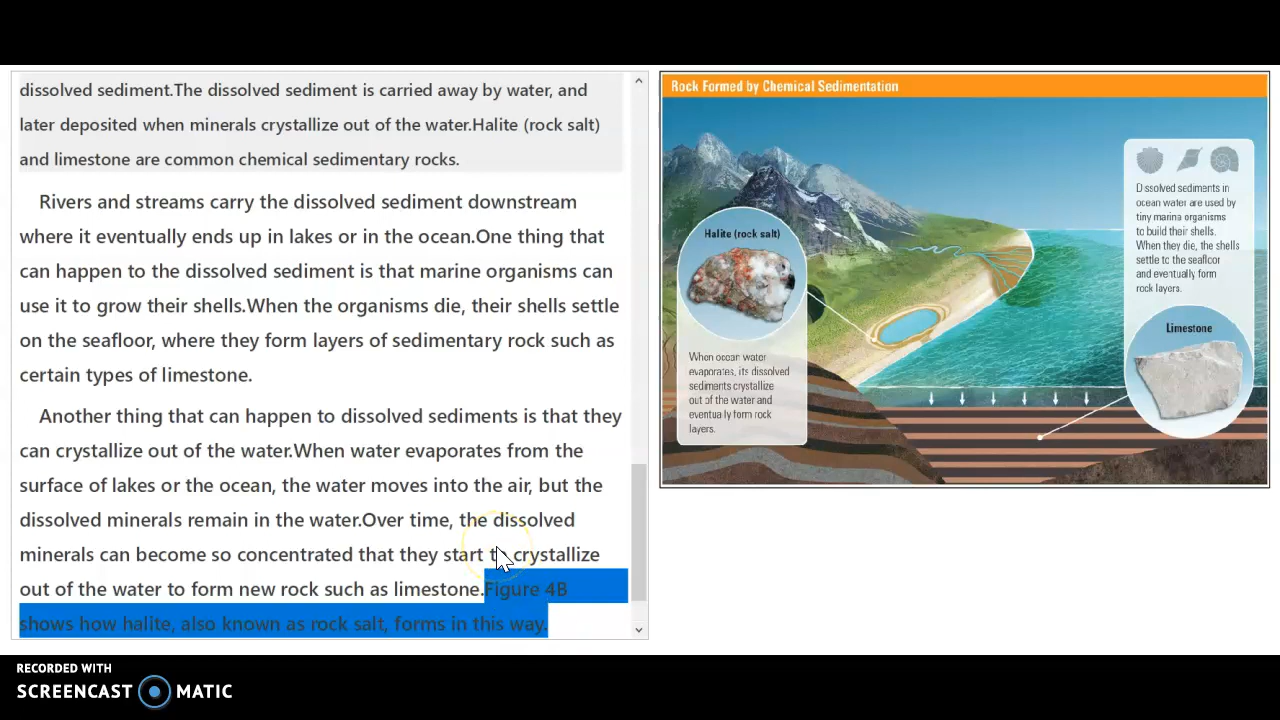 dissolved sediment.The dissolved sediment is carried away by water, and
later deposited when minerals crystallize out of the water.Halite (rock salt)
and limestone are common chemical sedimentary rocks.
Rivers and streams carry the dissolved sediment downstream
where it eventually ends up in lakes or in the ocean.One thing that
can happen to the dissolved sediment is that marine organisms can
use it to grow their shells.When the organisms die, their shells settle
on the seafloor, where they form layers of sedimentary rock such as
certain types of limestone.
Another thing that can happen to dissolved sediments is that they
can crystallize out of the water.When water evaporates from the
surface of lakes or the ocean, the water moves into the air, but the
dissolved minerals remain in the water.Over time, the dissolved
minerals can become so concentrated that they start to crystallize
out of the water to form new rock such as limestone.Figure 4B
shows how halite, also known as rock salt, forms in this way.
Rock Formed by Chemical Sedimentation
Halite (rock salt)
When ocean water
evaporates, its dissolved
sediments crystallize
out of the water and
eventually form rock
layers.
Dissolved sediments in
ocean water are used by
tiny marine organisms
to build their shells.
When they die, the shells
settle to the seafloor
and eventually form
rock layers.
Limestone
RECORDED WITH
SCREENCAST MATIC